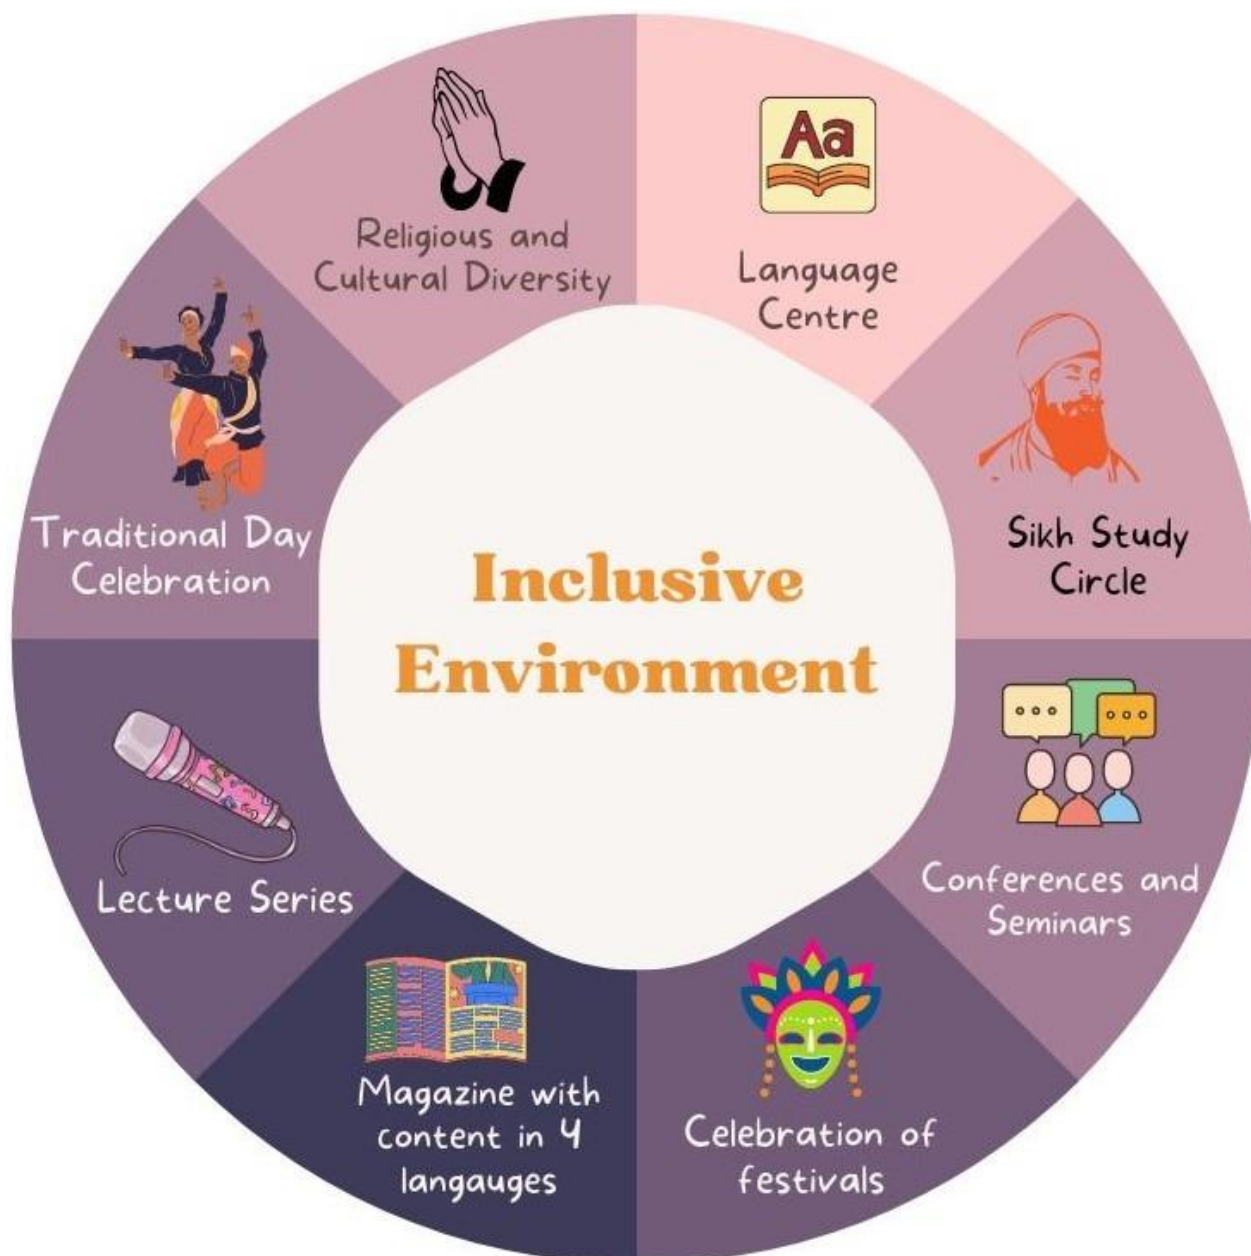 Religious and
Cultural Diversity
Aa
Language
Centre
Sikh Study
Circle
Conferences and
Seminars
Celebration of
festivals
Magazine with
content in 4
langauges
Lecture Series
Traditional Day
Celebration
Inclusive
Environment